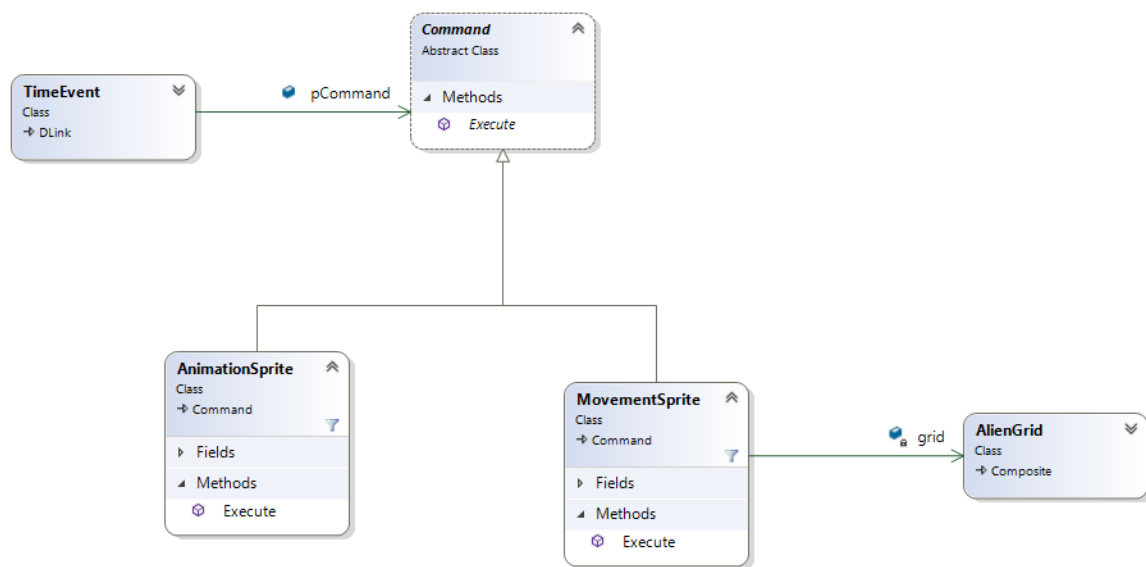 Command
Abstract Class
Methods
Execute
TimeEvent
Class
DLink
pCommand
AnimationSprite
Class
Command
Fields
Methods
Execute
MovementSprite
Class
Command
Fields
Methods
Execute
grid
AlienGrid
Class
Composite